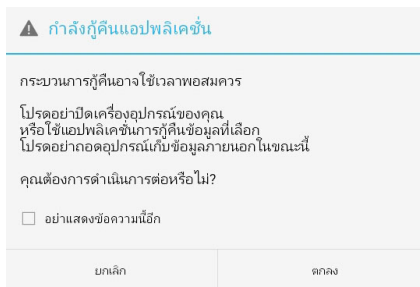 กำลังกู้คืนแอปพลิเคชั่น
กระบวนการกู้คืนอาจใช้เวลาพอสมควร
โปรดอย่าปิดเครื่องอุปกรณ์ของคุณ
หรือใช้แอปพลิเคชั่นการกู้คืนข้อมูลที่เลือก
โปรดอย่าถอดอุปกรณ์เก็บข้อมูลภายนอกในขณะนี้
คุณต้องการดำเนินการต่อหรือไม่?
อย่าแสดงข้อความนี้อีก
ยกเลิก
ตกลง